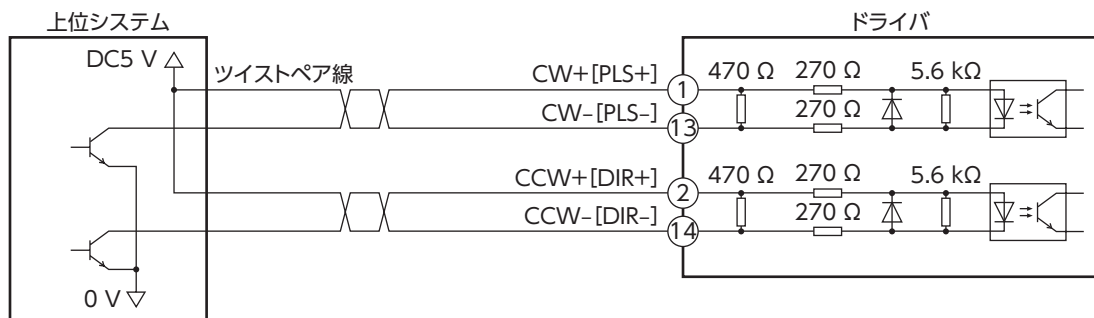 上位システム
ドライバ
DC5 V
ツイストペア線
CW+[PLS+]
1
470 Ω
270 Ω
5.6 kΩ
270 Ω
CW-[PLS-]
13
CCW+[DIR+]
2
470 Ω
270 Ω
5.6 kΩ
270 Ω
CCW-[DIR-]
14
0 V